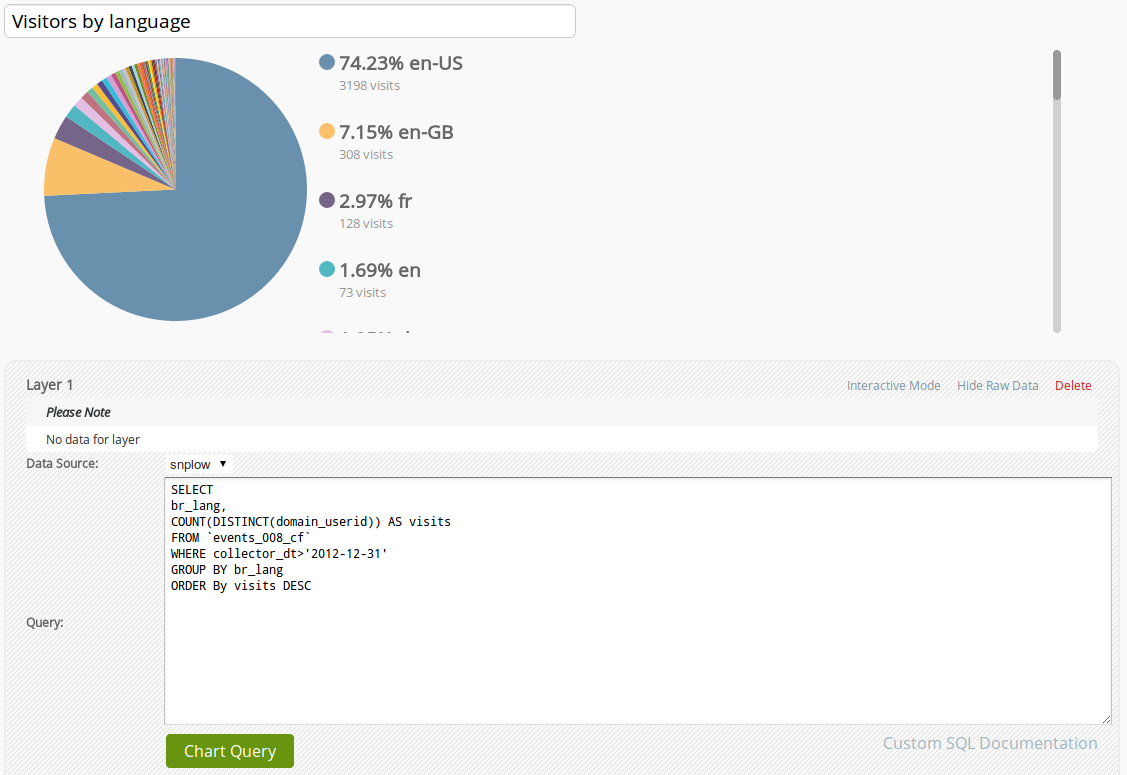 Visitors by language
74.23% en-US
3198 visits
7.15% en-GB
308 visits
2.97% fr
128 visits
1.69% en
73 visits
Layer 1
Interactive Mode Hide Raw Data Delete
Please Note
No data for layer
Data Source: snplow
SELECT
br_lang,
COUNT(DISTINCT(domain_userid)) AS visits
FROM `events_008_cf`
WHERE collector_dt>'2012-12-31'
GROUP BY br_lang
ORDER By visits DESC
Query:
Chart Query
Custom SQL Documentation